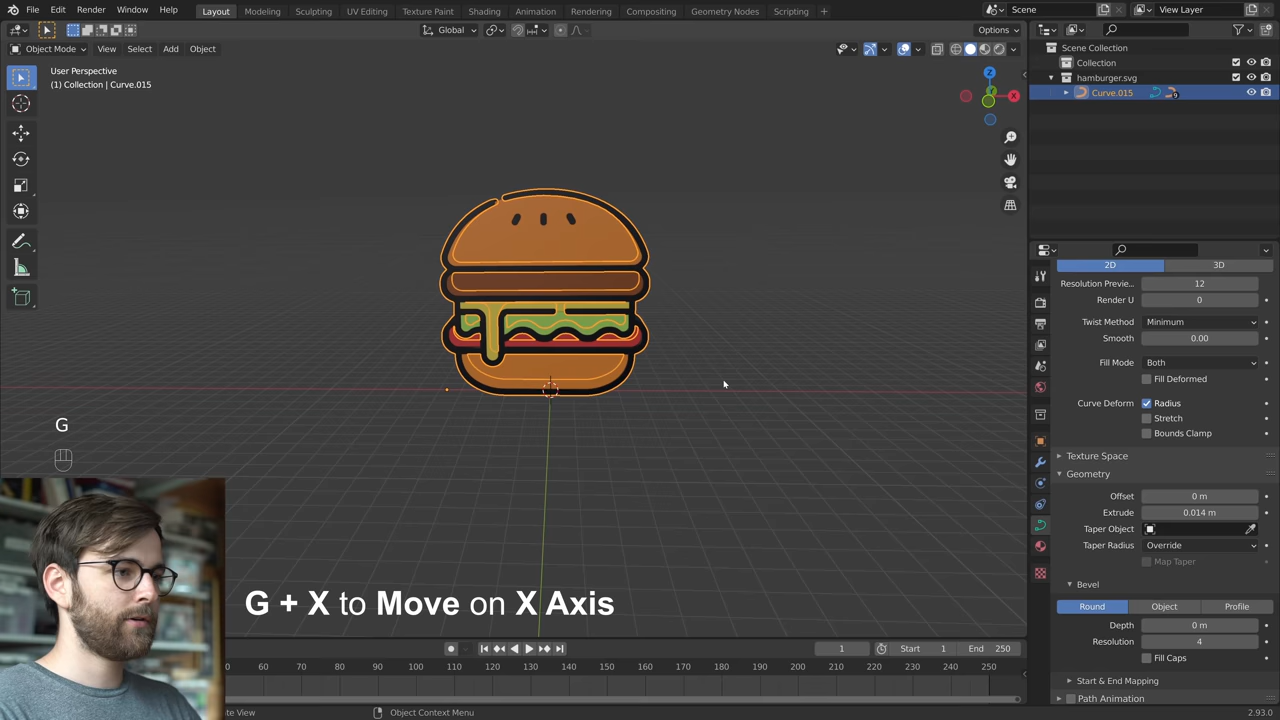 File Edit Render Window Help
Layout Modeling Sculpting UV Editing Texture Paint Shading Animation Rendering Compositing Geometry Nodes Scripting +
Scene
View Layer
Global
Options
Object Mode View Select Add Object
User Perspective
(1) Collection | Curve.015
Z
X
Scene Collection
Collection
hamburger.svg
Curve.015
9
2D 3D
Resolution Previe... 12
Render U 0
Twist Method Minimum
Smooth 0.00
Fill Mode Both
Fill Deformed
Curve Deform Radius
Stretch
Bounds Clamp
Texture Space
Geometry
Offset 0 m
Extrude 0.014 m
Taper Object
Taper Radius Override
Map Taper
Bevel
Round Object Profile
Depth 0 m
Resolution 4
Fill Caps
Start & End Mapping
Path Animation
G
G + X to Move on X Axis
1 Start 1 End 250
60 70 80 90 100 110 120 130 140 150 160 170 180 190 200 210 220 230 240 250
te View Object Context Menu 2.93.0